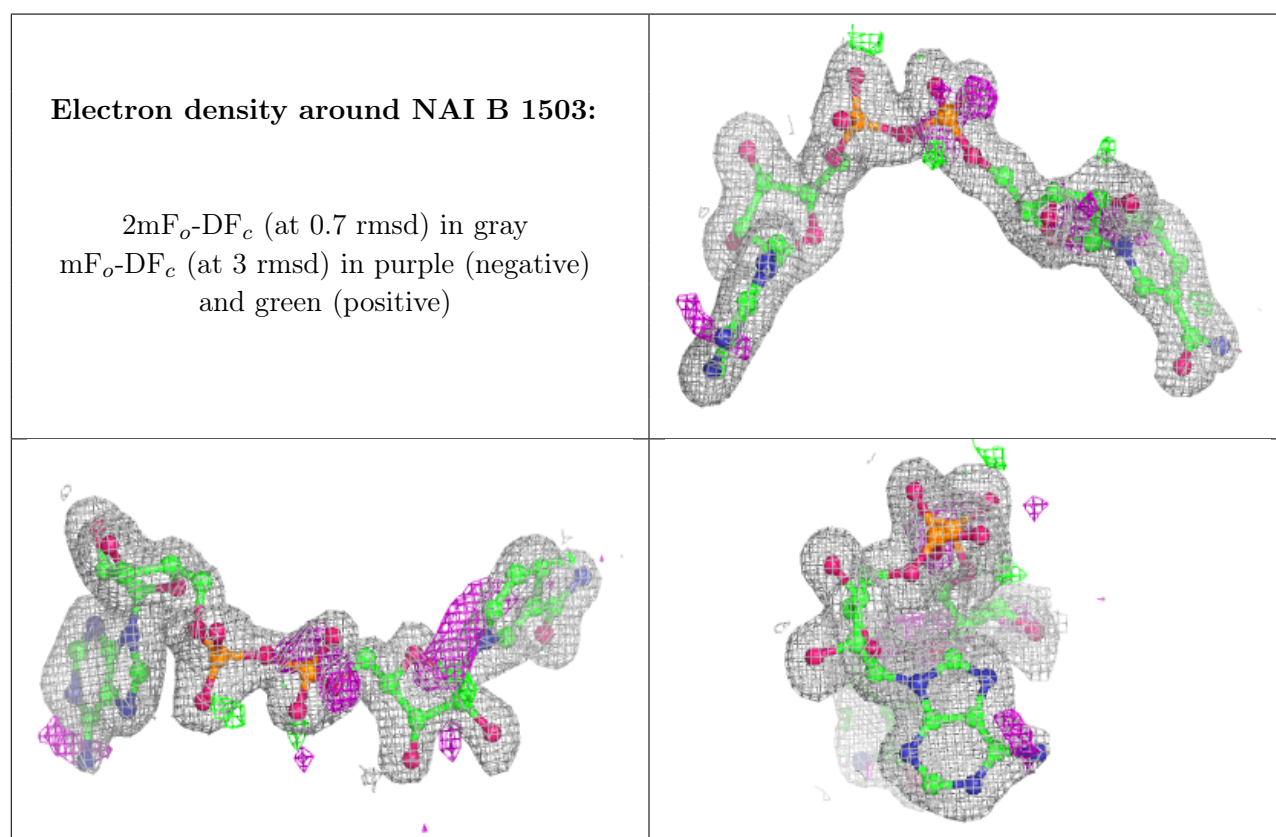 Electron density around NAI B 1503:
2mFo-DFc (at 0.7 rmsd) in gray
mFo-DFc (at 3 rmsd) in purple (negative)
and green (positive)